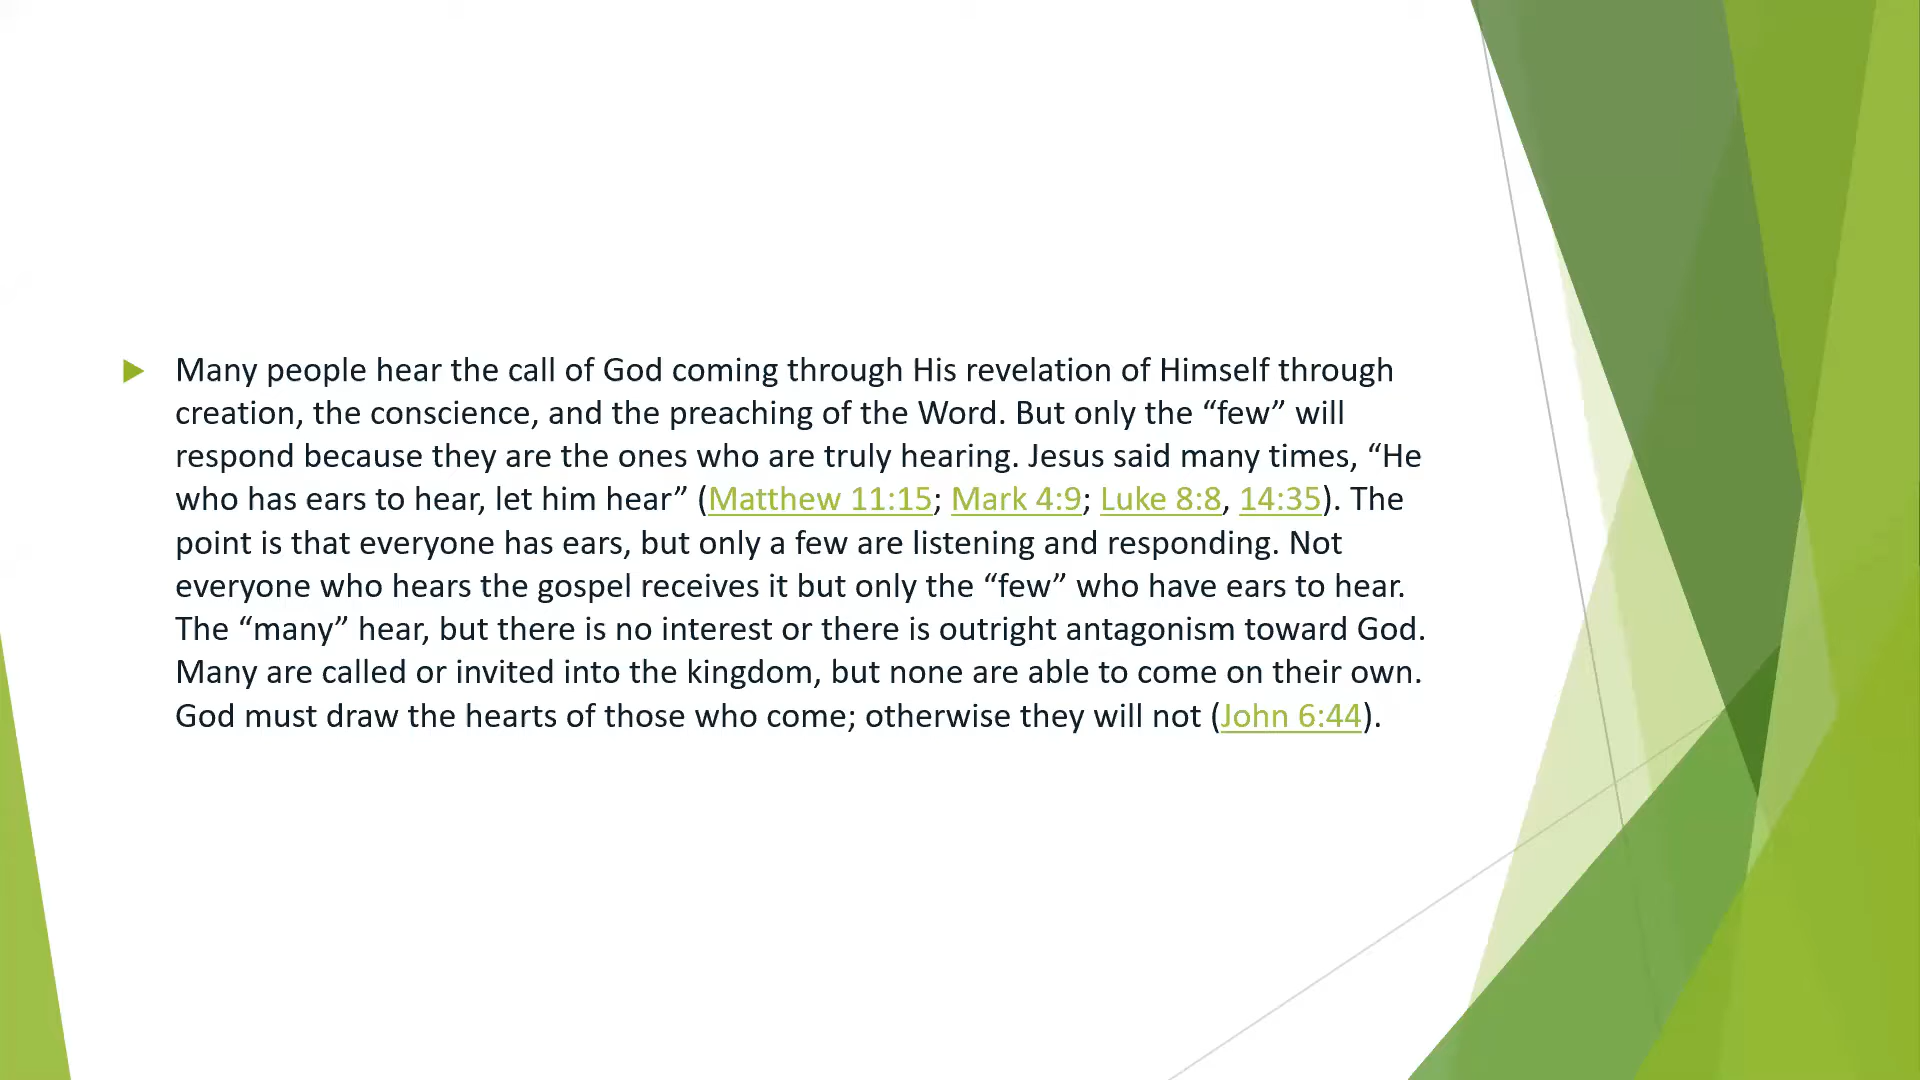 Many people hear the call of God coming through His revelation of Himself through
creation, the conscience, and the preaching of the Word. But only the “few” will
respond because they are the ones who are truly hearing. Jesus said many times, “He
who has ears to hear, let him hear” (Matthew 11:15; Mark 4:9; Luke 8:8, 14:35). The
point is that everyone has ears, but only a few are listening and responding. Not
everyone who hears the gospel receives it but only the “few” who have ears to hear.
The “many” hear, but there is no interest or there is outright antagonism toward God.
Many are called or invited into the kingdom, but none are able to come on their own.
God must draw the hearts of those who come; otherwise they will not (John 6:44).